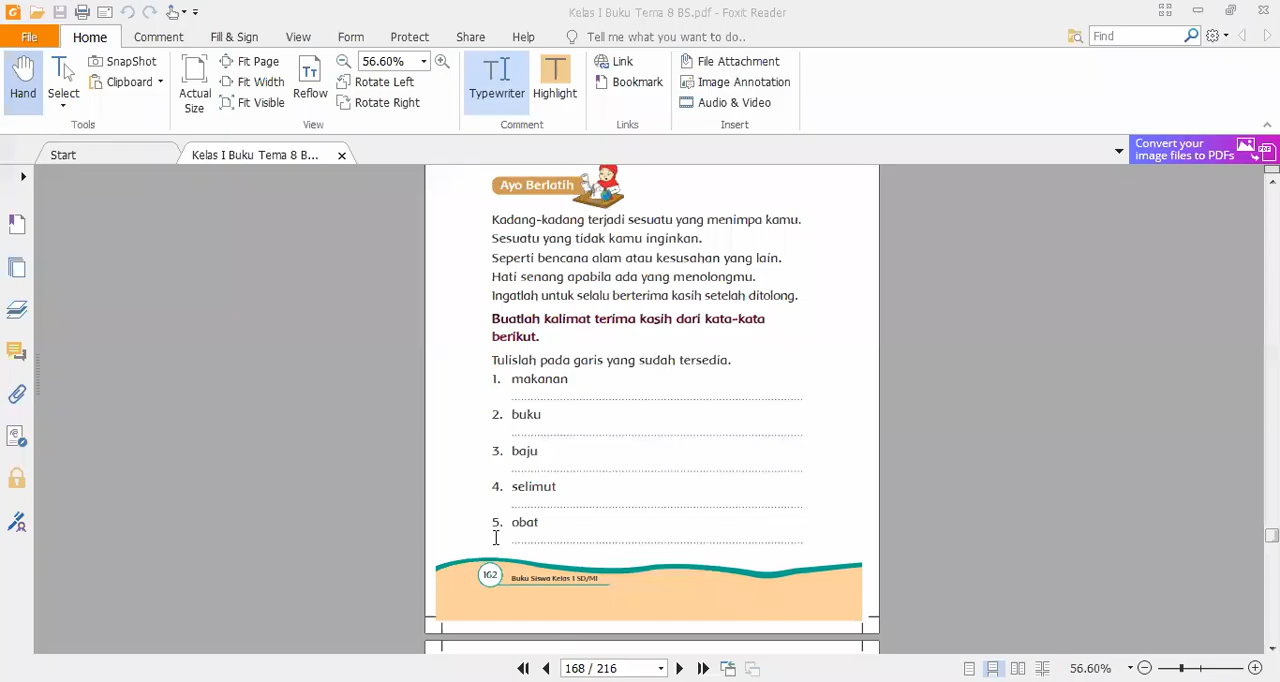 Kelas I Buku Tema 8 BS.pdf - Foxit Reader
File Home Comment Fill & Sign View Form Protect Share Help Tell me what you want to do.. Find
Hand Select SnapShot Clipboard Actual Size Fit Page Fit Width Fit Visible Reflow 56.60% Rotate Left Rotate Right Typewriter Highlight Link Bookmark File Attachment Image Annotation Audio & Video
Tools View Comment Links Insert
Start Kelas I Buku Tema 8 B...
Convert your
image files to PDFs
Ayo Berlatih
Kadang-kadang terjadi sesuatu yang menimpa kamu.
Sesuatu yang tidak kamu inginkan.
Seperti bencana alam atau kesusahan yang lain.
Hati senang apabila ada yang menolongmu.
Ingatlah untuk selalu berterima kasih setelah ditolong.
Buatlah kalimat terima kasih dari kata-kata
berikut.
Tulislah pada garis yang sudah tersedia.
1. makanan
2. buku
3. baju
4. selimut
5. obat
162 Buku Siswa Kelas I SD/MI
168 / 216 56.60%